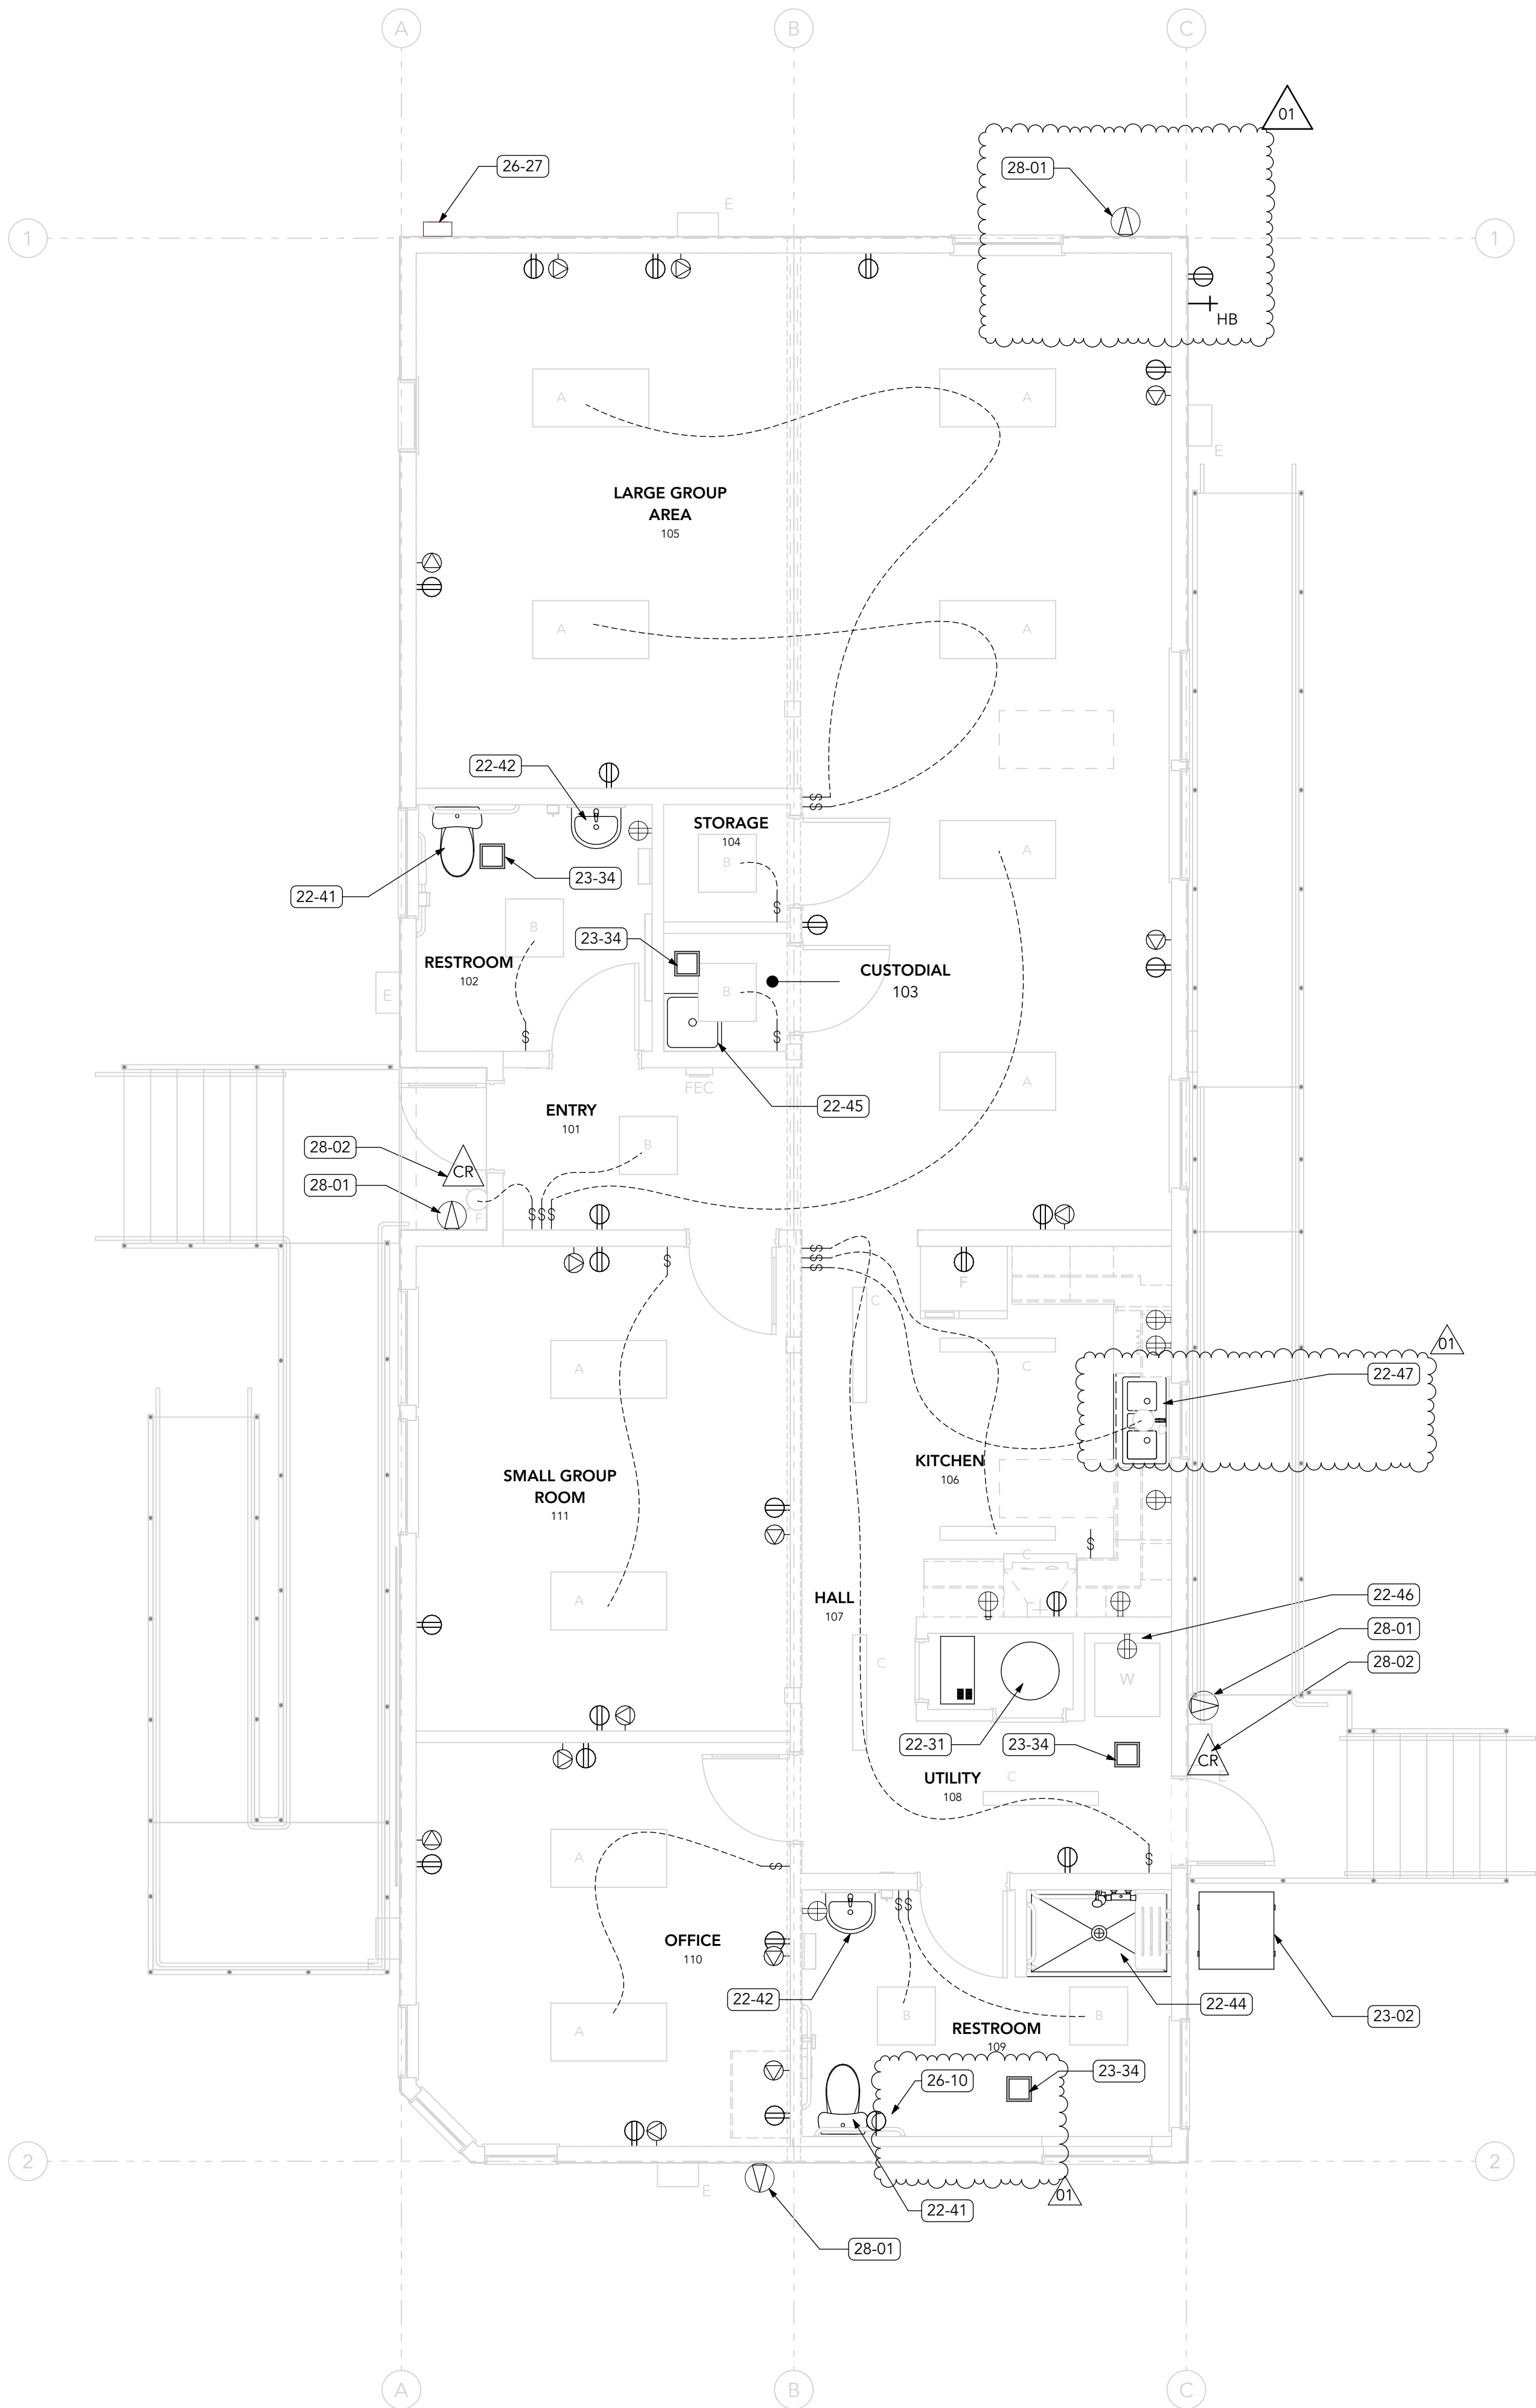 A
B
C
01
26-27
28-01
E
1
1
HB
A
A
E
LARGE GROUP
AREA
105
A
A
22-42
STORAGE
104
A
B
22-41
23-34
B
23-34
RESTROOM
102
CUSTODIAL
103
B
E
S
S
S
FEC
A
22-45
ENTRY
101
28-02
CR
B
28-01
F
S
S
S
S
S
S
S
S
S
F
C
01
A
C
22-47
SMALL GROUP
ROOM
111
KITCHEN
106
S
C
A
HALL
107
22-46
28-01
28-02
C
W
22-31
23-34
CR
E
UTILITY
108
C
A
S
S
S
S
OFFICE
110
22-42
22-44
23-02
A
B
B
RESTROOM
109
26-10
23-34
2
2
E
22-41
01
28-01
A
B
C